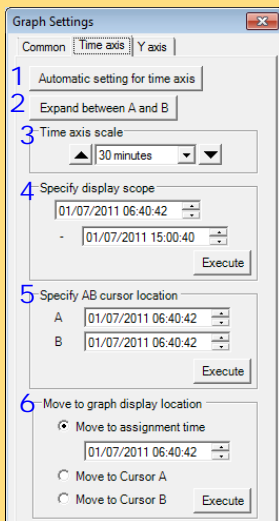 Graph Settings
Common Time axis Y axis
1 Automatic setting for time axis
2 Expand between A and B
3 Time axis scale
30 minutes
4 Specify display scope
01/07/2011 06:40:42
- 01/07/2011 15:00:40
Execute
5 Specify AB cursor location
A 01/07/2011 06:40:42
B 01/07/2011 06:40:42
Execute
6 Move to graph display location
Move to assignment time
01/07/2011 06:40:42
Move to Cursor A
Move to Cursor B Execute